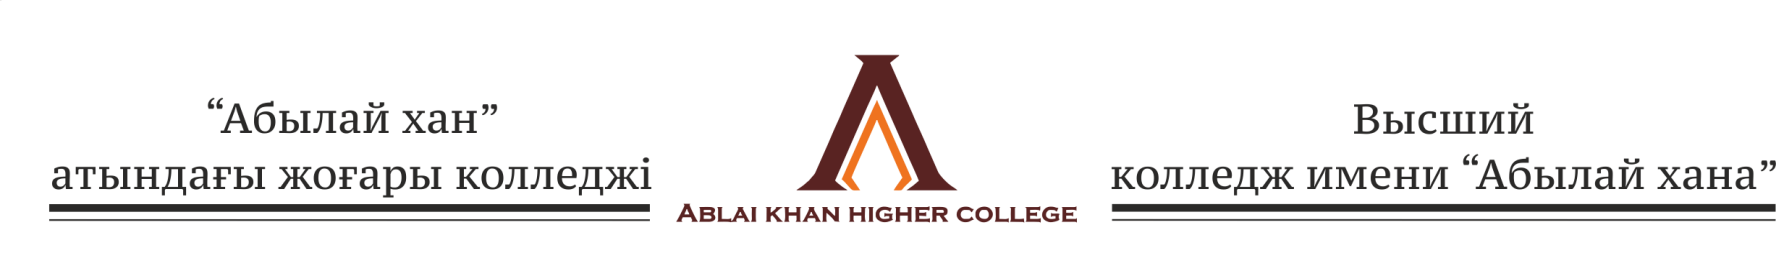 “Абылай хан”
атындағы жоғары колледжі
ABLAI KHAN HIGHER COLLEGE
Высший
колледж имени “Абылай хана”